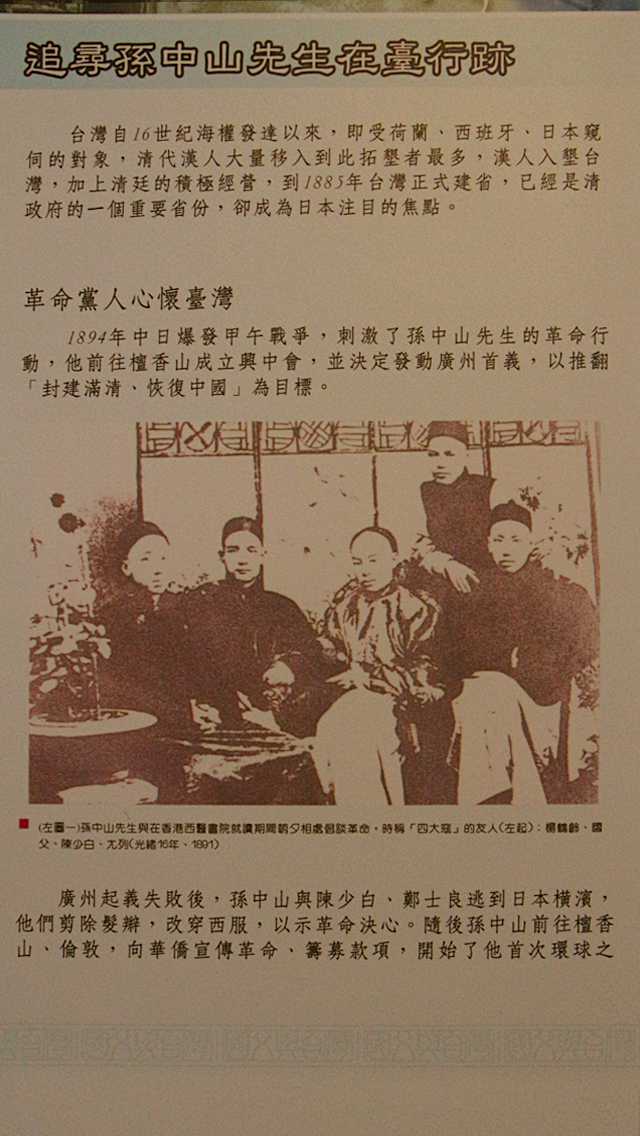 追尋孫中山先生在臺行跡
台灣自16世紀海權發達以來，即受荷蘭、西班牙、日本窺
伺的對象，清代漢人大量移入到此拓墾者最多，漢人入墾台
灣，加上清廷的積極經營，到1885年台灣正式建省，已經是清
政府的一個重要省份，卻成為日本注目的焦點。
革命黨人心懷臺灣
1894年中日爆發甲午戰爭，刺激了孫中山先生的革命行
動，他前往檀香山成立興中會，並決定發動廣州首義，以推翻
「封建滿清、恢復中國」為目標。
(左圖一)孫中山先生與在香港西醫書院就讀期間朝夕相處倡談革命，時稱「四大寇」的友人(左起)：楊鶴齡、國
父、陳少白、尤列(光緒16年、1891)
廣州起義失敗後，孫中山與陳少白、鄭士良逃到日本橫濱，
他們剪除髮辮，改穿西服，以示革命決心。隨後孫中山前往檀香
山、倫敦，向華僑宣傳革命、籌募款項，開始了他首次環球之